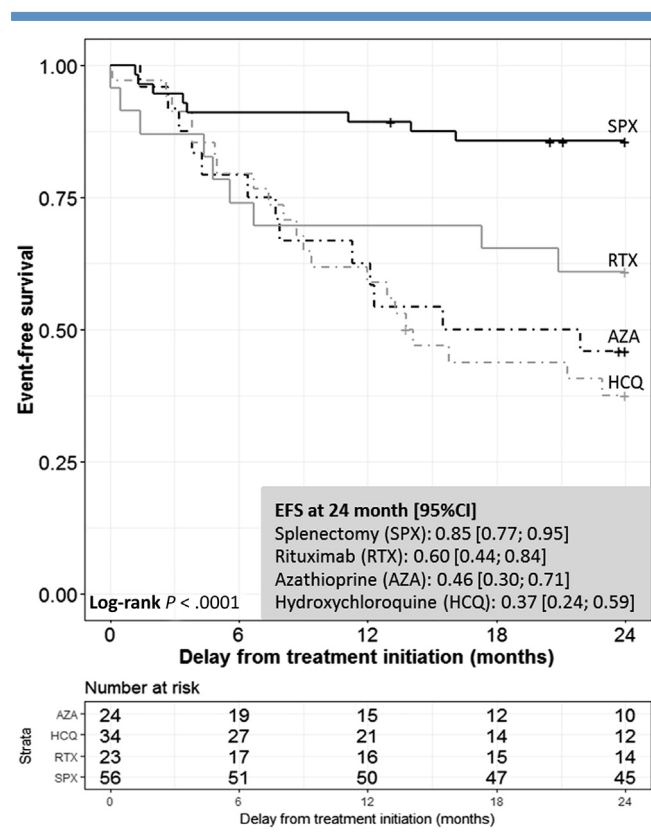 1.00
0.75
0.50
0.25
0.00
Event-free survival
SPX
RTX
AZA
HCQ
EFS at 24 month [95%CI]
Splenectomy (SPX): 0.85 [0.77; 0.95]
Rituximab (RTX): 0.60 [0.44; 0.84]
Azathioprine (AZA): 0.46 [0.30; 0.71]
Hydroxychloroquine (HCQ): 0.37 [0.24; 0.59]
Log-rank P < .0001
0 6 12 18 24
Delay from treatment initiation (months)
Number at risk
Strata
AZA 24 19 15 12 10
HCQ 34 27 21 14 12
RTX 23 17 16 15 14
SPX 56 51 50 47 45
0 6 12 18 24
Delay from treatment initiation (months)